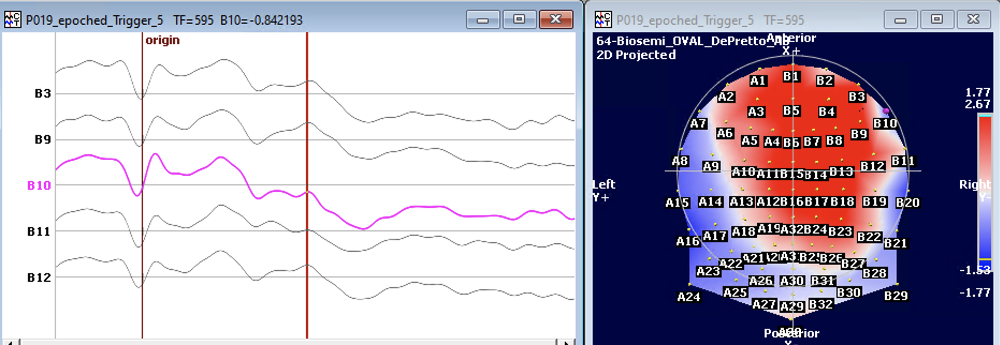 P019_epoched_Trigger_5 TF=595 B10=-0.842193
origin
B3
B9
B10
B11
B12
P019_epoched_Trigger_5 TF=595
64-Biosemi_OVAL_DePretto_
Anterior
2D Projected
X+
A1 B1 B2
A2 B3
A3 B5 B4
A7 B10
A6 B9
A5 A4 B6 B7 B8
A8 A9 B12 B11
A10 A11 B15 B14 B13
Left
Y+
Right
Y-
A15 A14 A13 A12 B16 B17 B18 B19 B20
A16 A17 A18 A19 A32 B24 B23 B22 B21
A22 A21 B26 B27
A23 B28
A26 A30 B31
A24 A25 B30 B29
A27 A29 B32
Posterior
1.77
2.67
-1.53
-1.77